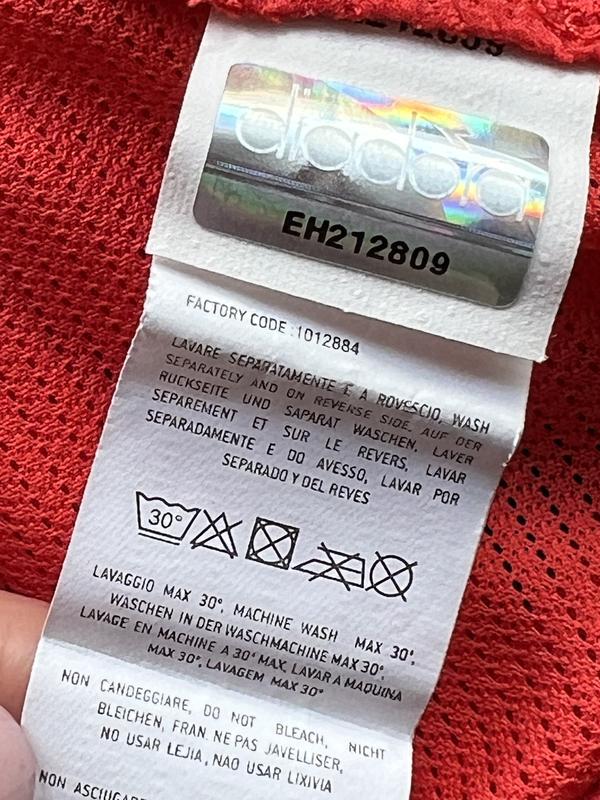 diadora
EH212809
FACTORY CODE : 1012884
LAVARE SEPARATAMENTE E A ROVESCIO, WASH
SEPARATELY AND ON REVERSE SIDE, AUF DER
RUCKSEITE UND SAPARAT WASCHEN, LAVER
SEPAREMENT ET SUR LE REVERS, LAVAR
SEPARADAMENTE E DO AVESSO, LAVAR POR
SEPARADO Y DEL REVES
30°
LAVAGGIO MAX 30°, MACHINE WASH MAX 30°,
WASCHEN IN DER WASCHMACHINE MAX 30°,
LAVAGE EN MACHINE A 30° MAX, LAVAR A MAQUINA
MAX 30°, LAVAGEM MAX 30°
NON CANDEGGIARE, DO NOT BLEACH, NICHT
BLEICHEN, FRAN. NE PAS JAVELLISER,
NO USAR LEJIA, NAO USAR LIXIVIA
NON